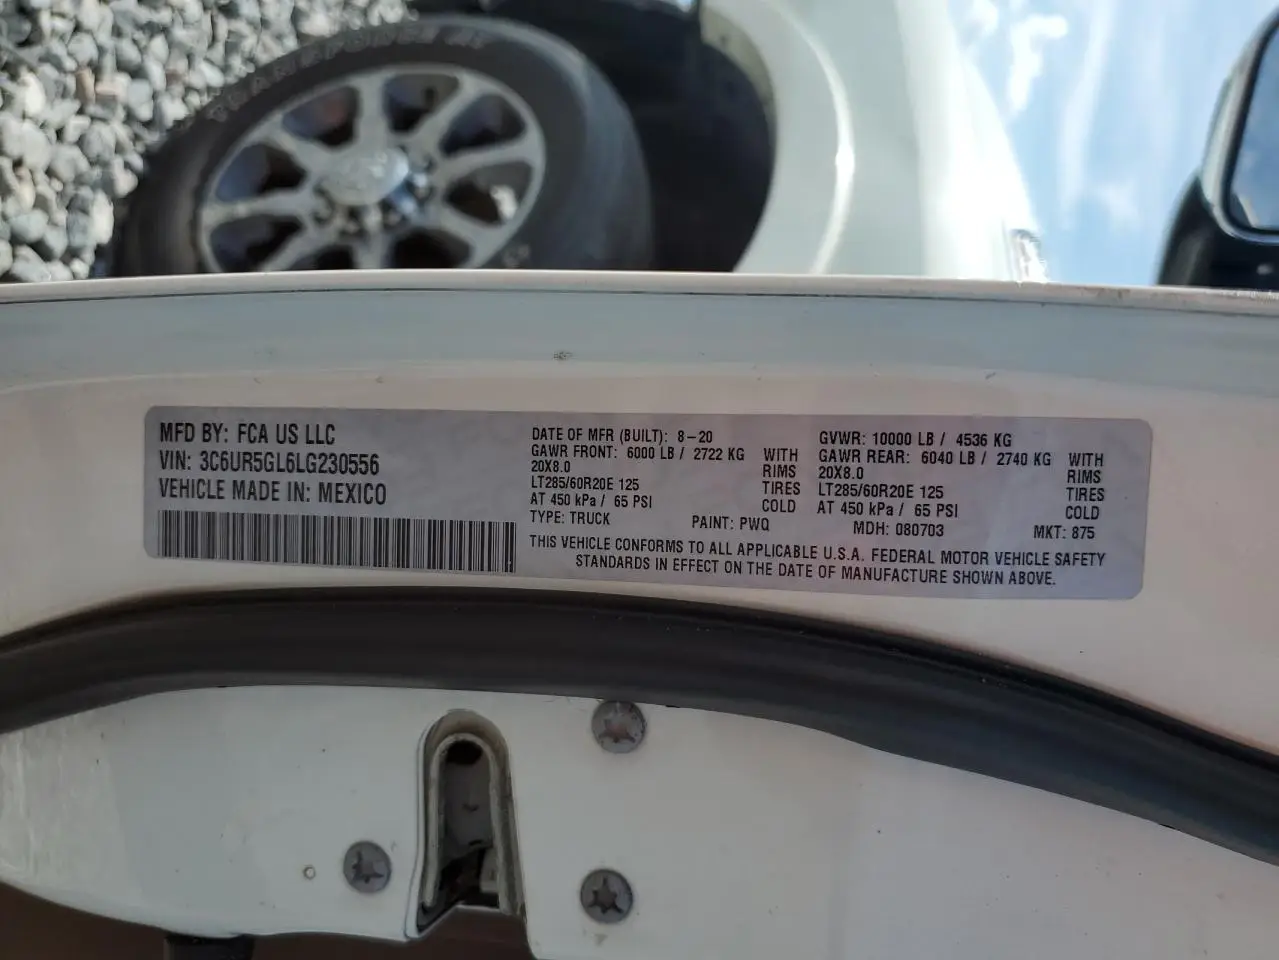 MFD BY: FCA US LLC
VIN: 3C6UR5GL6LG230556
VEHICLE MADE IN: MEXICO
DATE OF MFR (BUILT): 8-20
GAWR FRONT: 6000 LB / 2722 KG WITH
20X8.0 RIMS
LT285/60R20E 125 TIRES
AT 450 kPa / 65 PSI COLD
TYPE: TRUCK PAINT: PWQ
GVWR: 10000 LB / 4536 KG
GAWR REAR: 6040 LB / 2740 KG WITH
20X8.0 RIMS
LT285/60R20E 125 TIRES
AT 450 kPa / 65 PSI COLD
MDH: 080703 MKT: 875
THIS VEHICLE CONFORMS TO ALL APPLICABLE U.S.A. FEDERAL MOTOR VEHICLE SAFETY
STANDARDS IN EFFECT ON THE DATE OF MANUFACTURE SHOWN ABOVE.